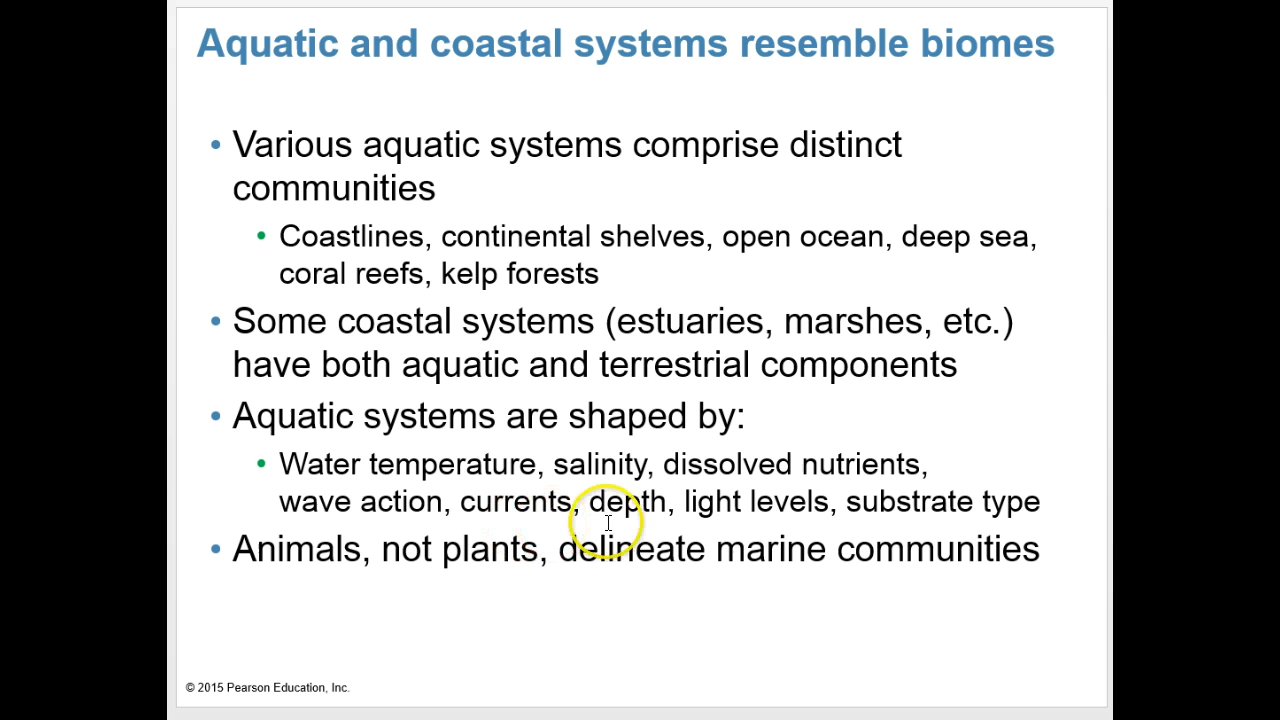 Aquatic and coastal systems resemble biomes
• Various aquatic systems comprise distinct
communities
• Coastlines, continental shelves, open ocean, deep sea,
coral reefs, kelp forests
• Some coastal systems (estuaries, marshes, etc.)
have both aquatic and terrestrial components
• Aquatic systems are shaped by:
• Water temperature, salinity, dissolved nutrients,
wave action, currents, depth, light levels, substrate type
• Animals, not plants, delineate marine communities
© 2015 Pearson Education, Inc.